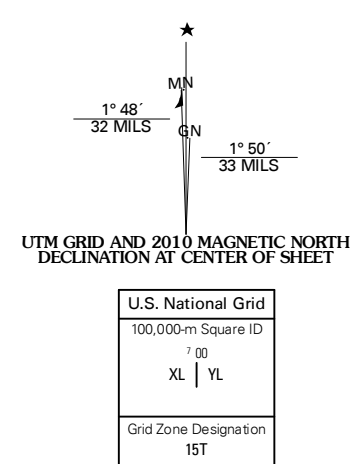 ★
MN
1° 48´
32 MILS
GN
1° 50´
33 MILS
UTM GRID AND 2010 MAGNETIC NORTH
DECLINATION AT CENTER OF SHEET
U.S. National Grid
100,000-m Square ID
7 00
XL | YL
Grid Zone Designation
15T